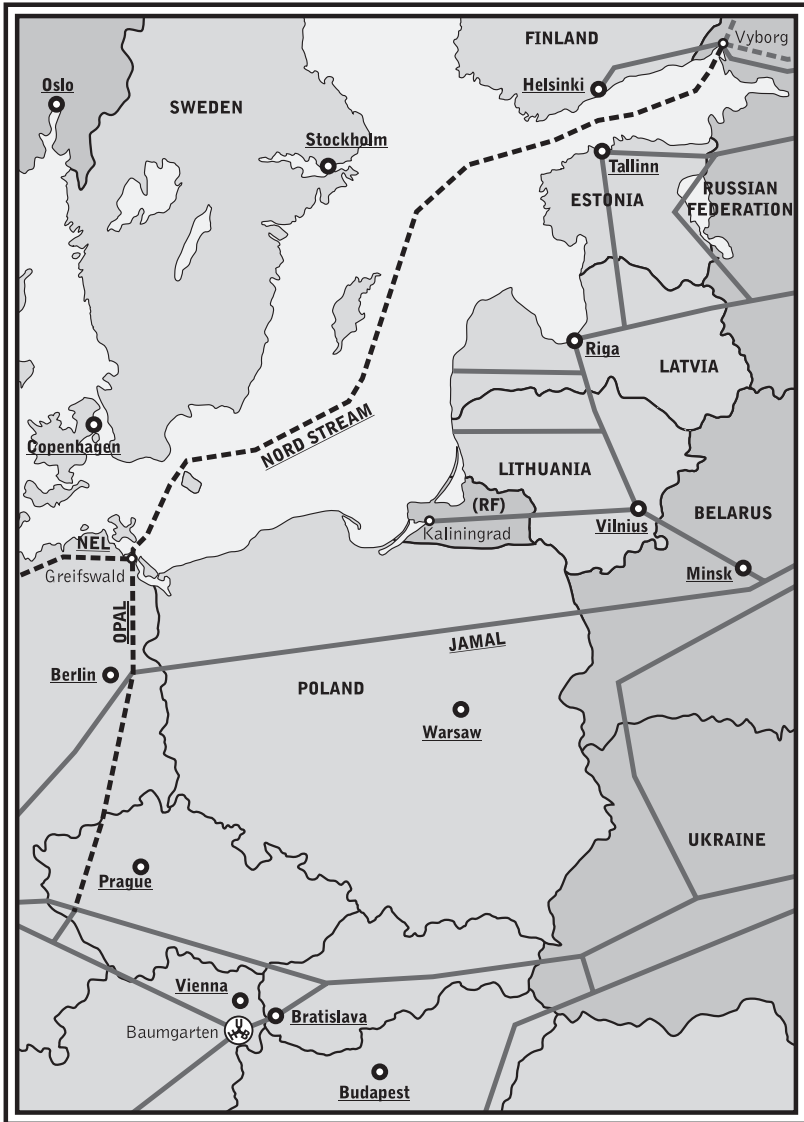 FINLAND
Vyborg
Oslo
Helsinki
SWEDEN
Stockholm
Tallinn
RUSSIAN
FEDERATION
ESTONIA
Riga
LATVIA
NORD STREAM
Copenhagen
LITHUANIA
(RF)
Kaliningrad
Vilnius
BELARUS
NEL
Greifswald
Minsk
OPAL
JAMAL
Berlin
POLAND
Warsaw
UKRAINE
Prague
Vienna
Bratislava
Baumgarten
HUB
Budapest